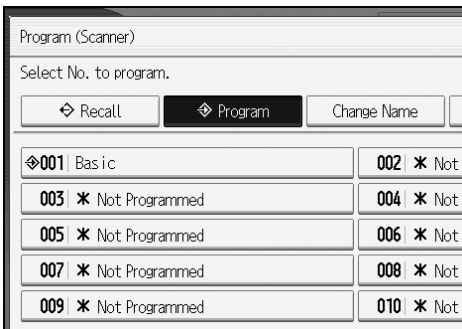 Program (Scanner)
Select No. to program.
Recall Program Change Name
001 Basic 002 * Not
003 * Not Programmed 004 * Not
005 * Not Programmed 006 * Not
007 * Not Programmed 008 * Not
009 * Not Programmed 010 * Not